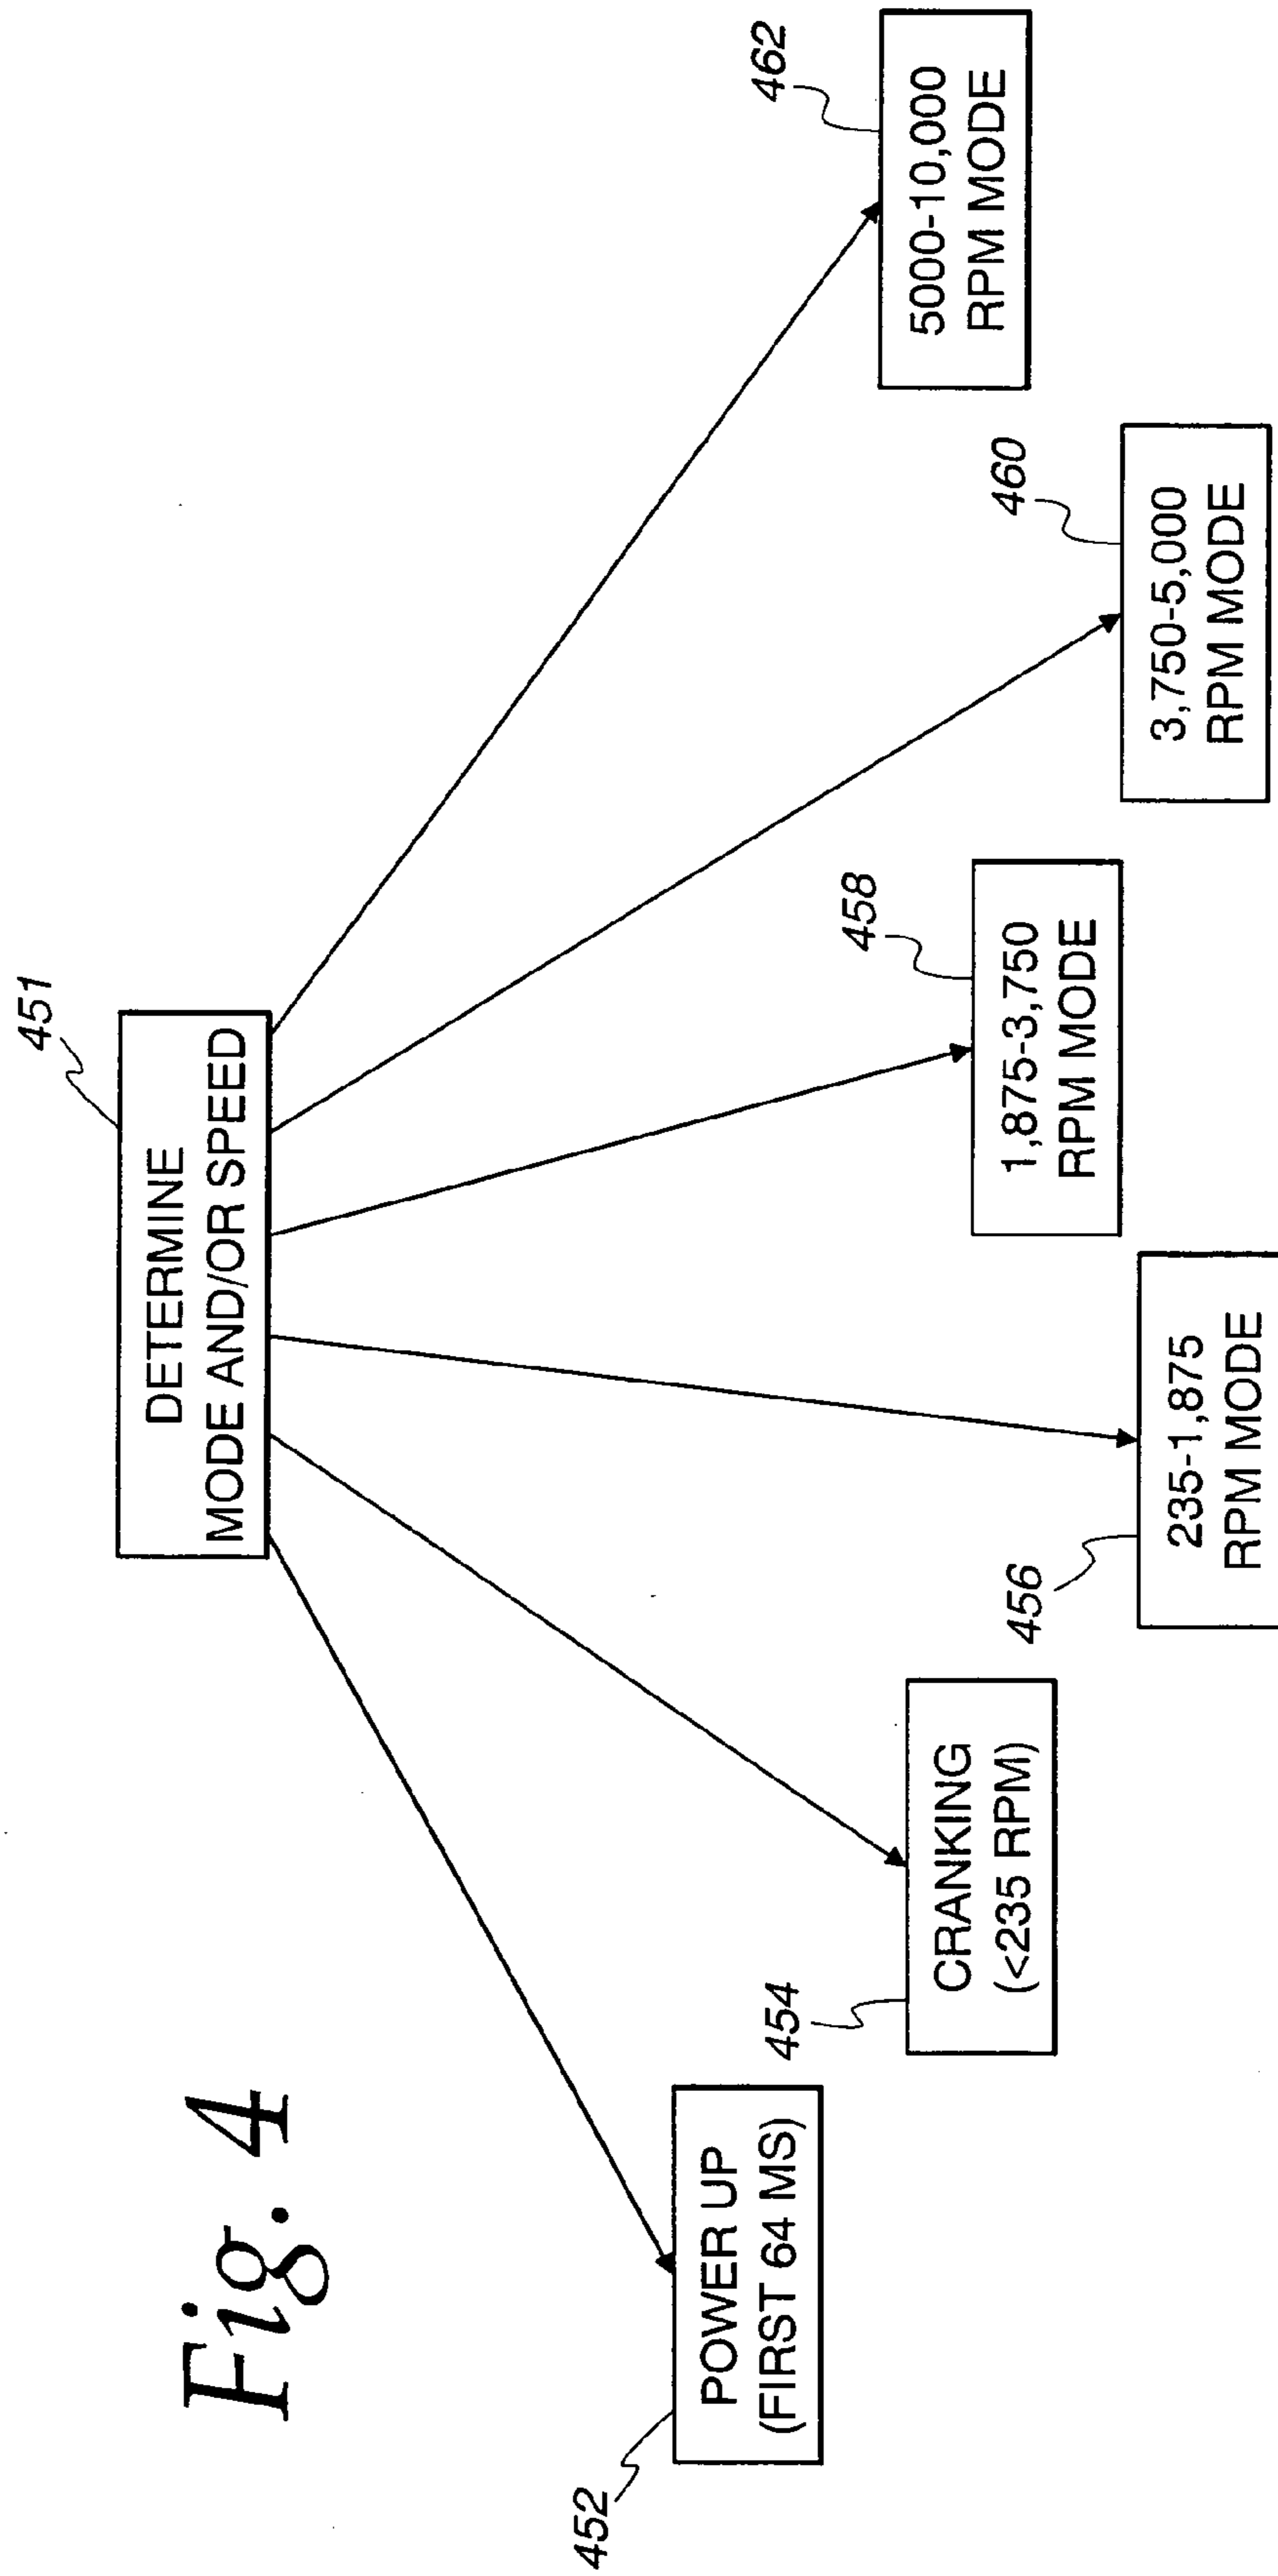 Fig. 4
451
DETERMINE
MODE AND/OR SPEED
452
POWER UP
(FIRST 64 MS)
454
CRANKING
(<235 RPM)
456
235-1,875
RPM MODE
458
1,875-3,750
RPM MODE
460
3,750-5,000
RPM MODE
462
5000-10,000
RPM MODE